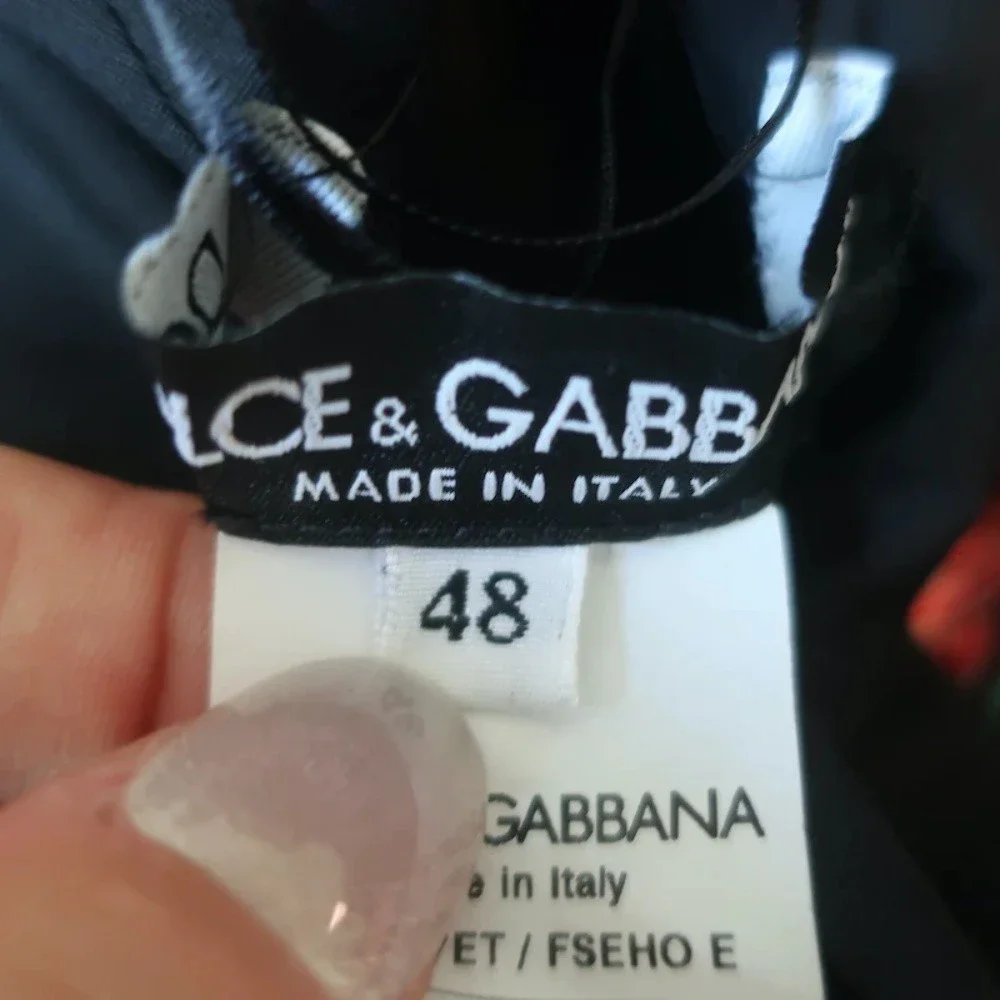 LCE & GABB
MADE IN ITALY
48
GABBANA
e in Italy
/ET / FSEHO E